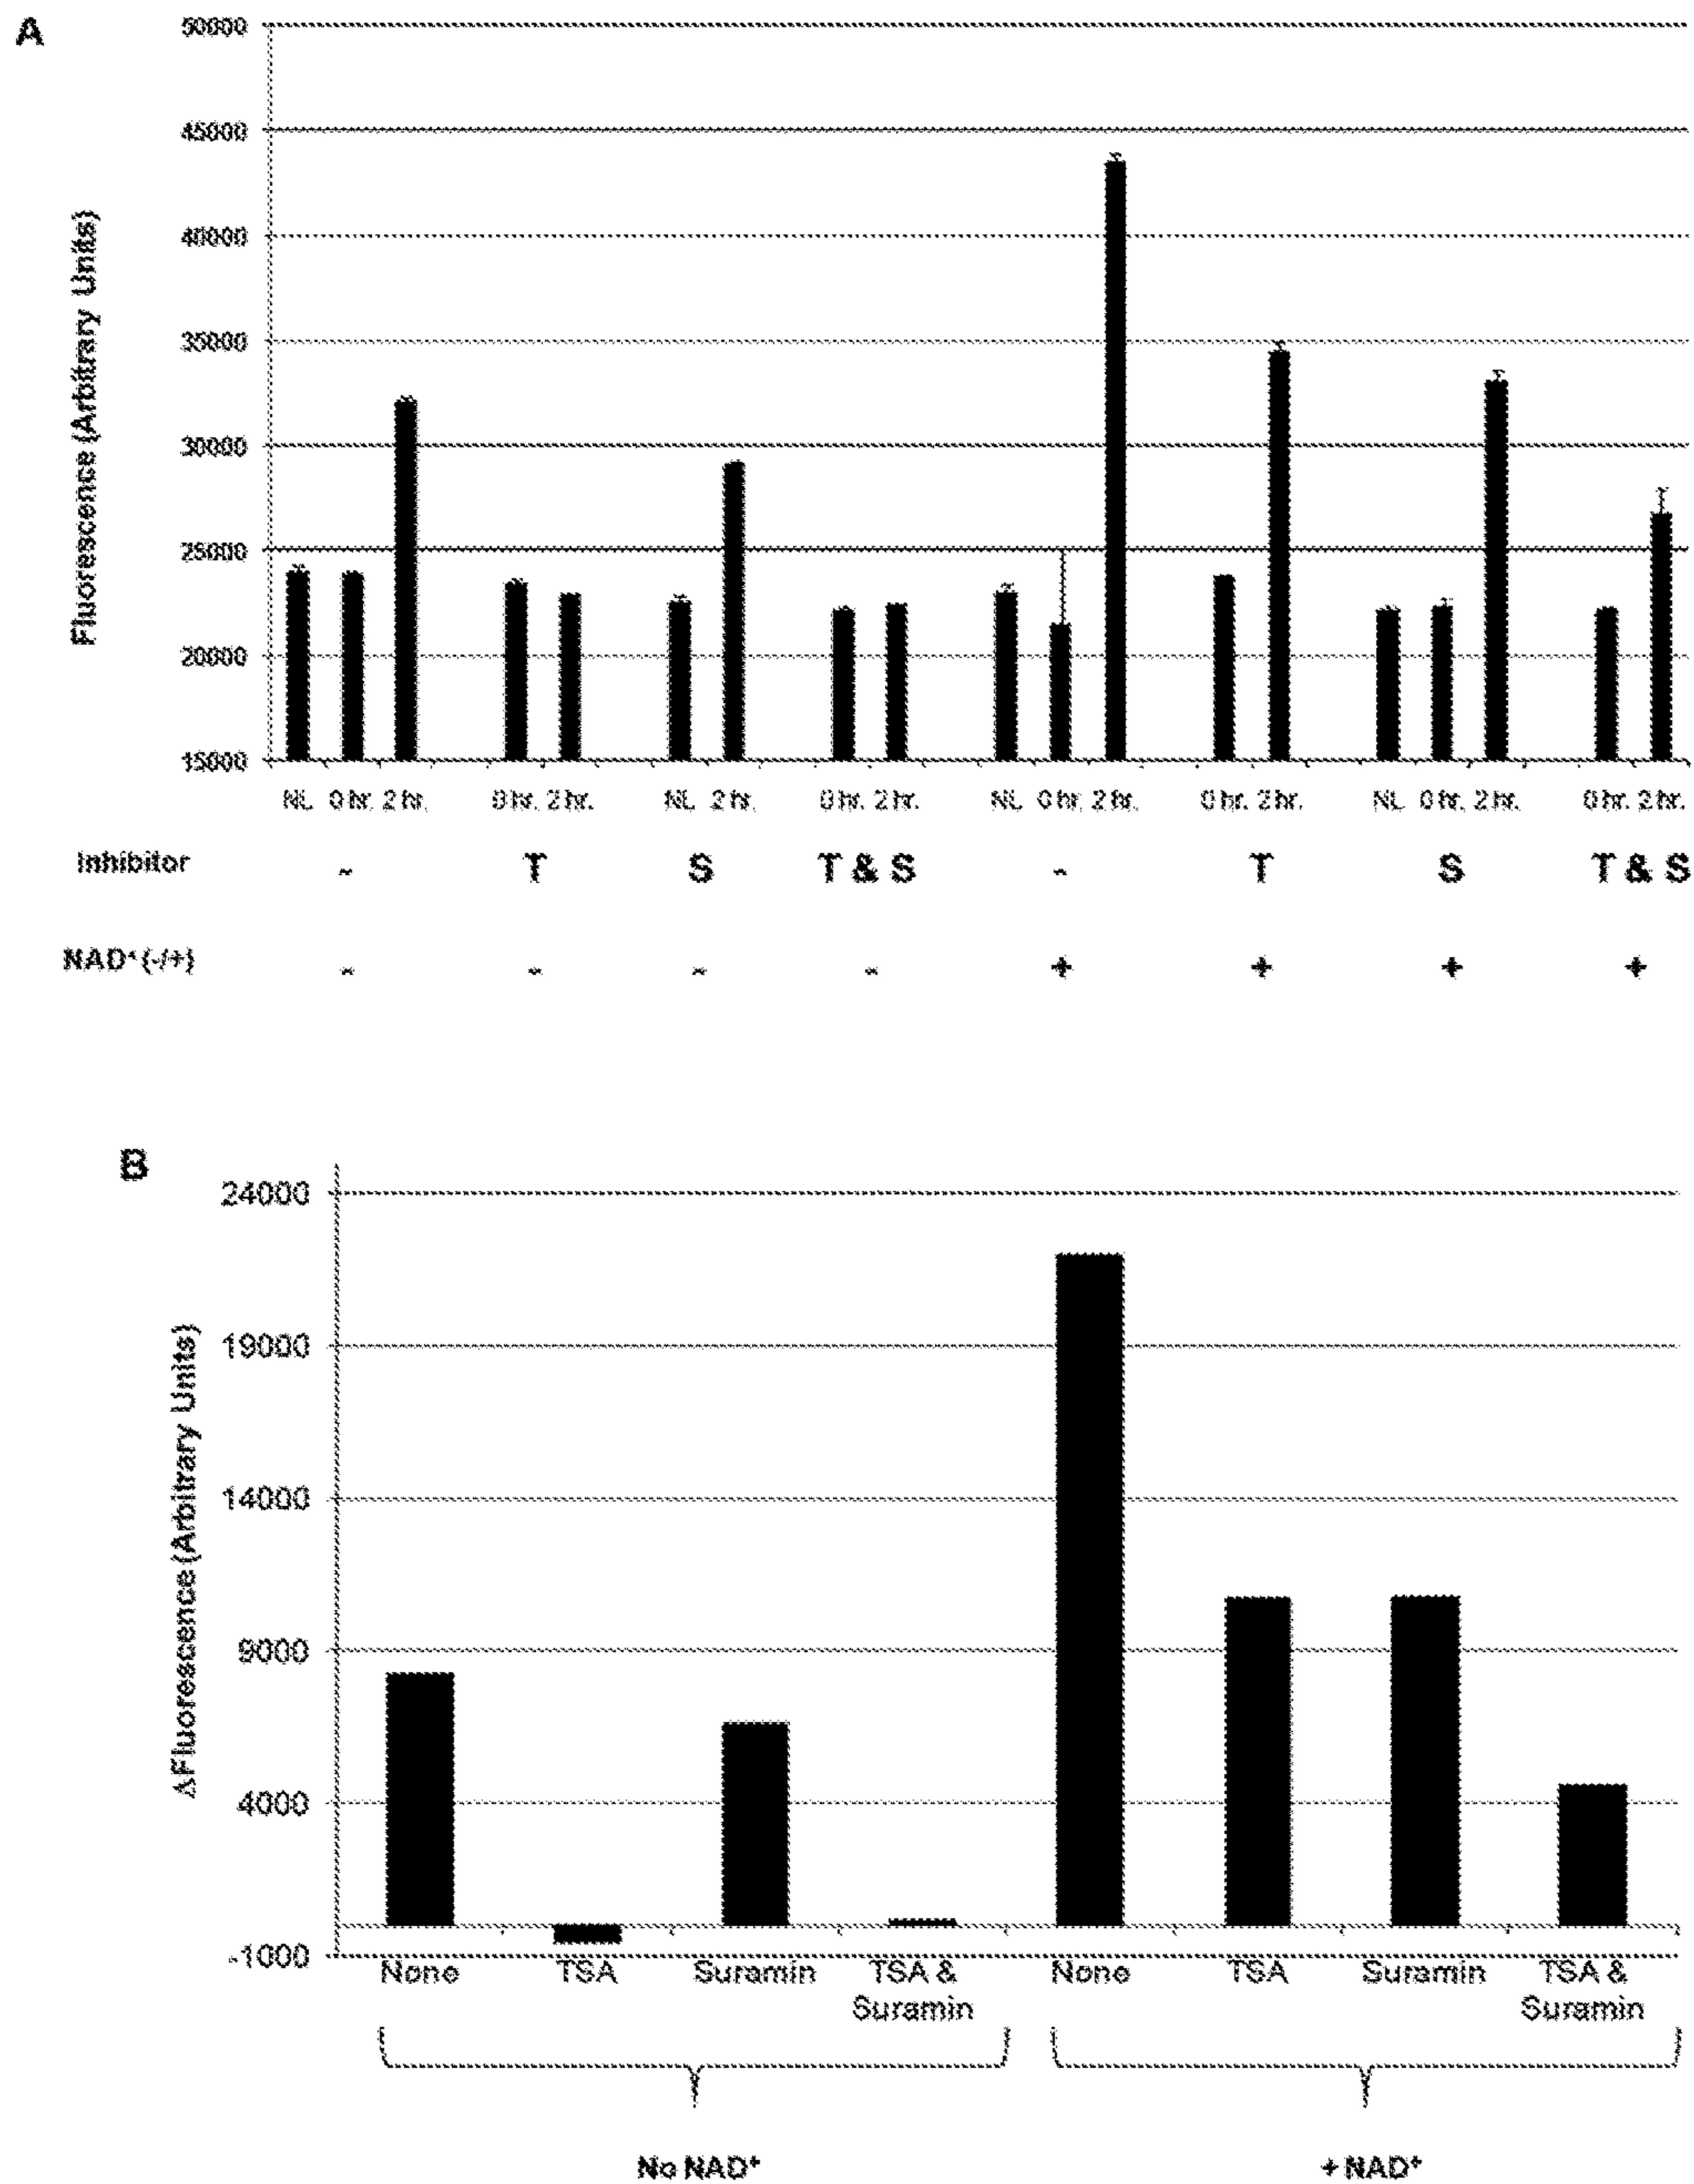 A
50000
45000
40000
35000
30000
25000
20000
15000
Fluorescence (Arbitrary Units)
NL 0 hr. 2 hr. 0 hr. 2 hr. NL 2 hr. 0 hr. 2 hr. NL 0 hr. 2 hr. 0 hr. 2 hr. NL 0 hr. 2 hr. 0 hr. 2 hr.
Inhibitor - T S T & S - T S T & S
NAD⁺ (-/+) - - - - + + + +
B
24000
19000
14000
9000
4000
-1000
ΔFluorescence (Arbitrary Units)
None TSA Suramin TSA & Suramin None TSA Suramin TSA & Suramin
No NAD⁺ + NAD⁺